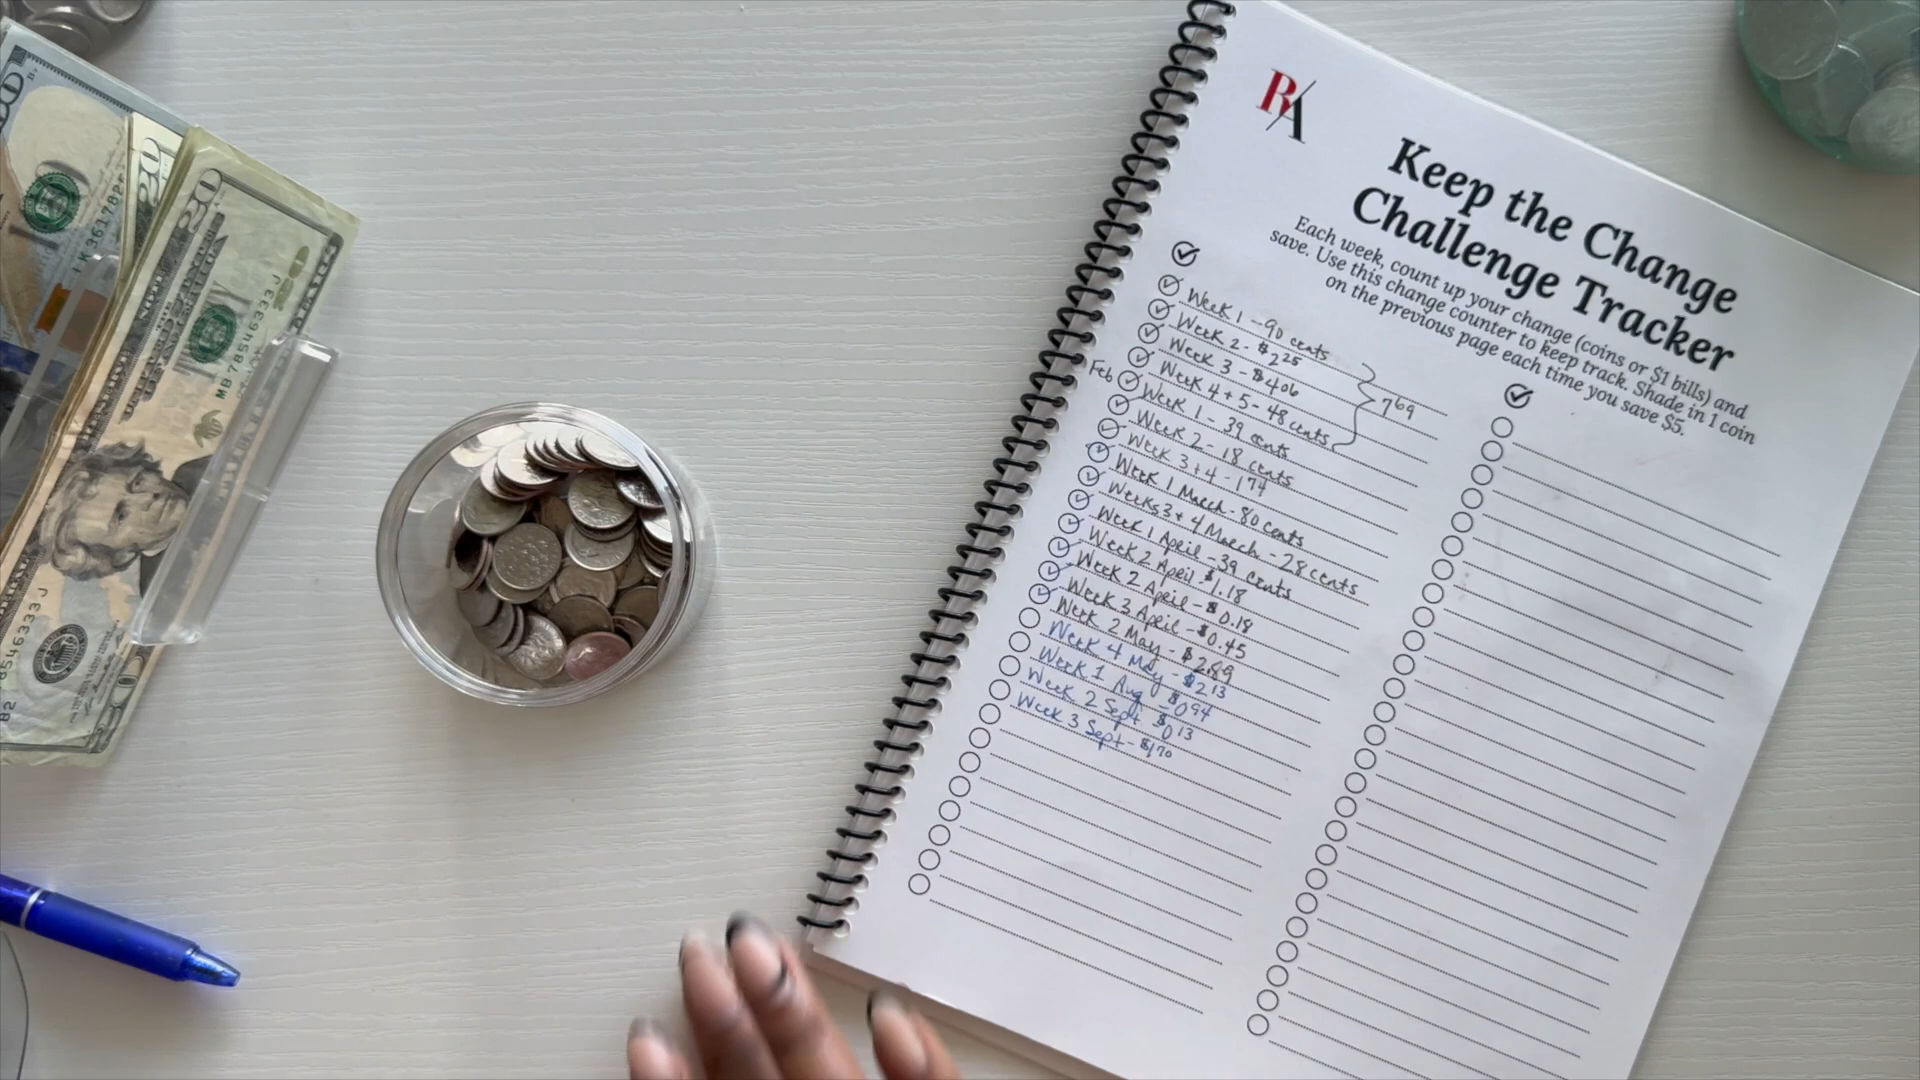 R/A
Keep the Change
Challenge Tracker
Each week, count up your change (coins or $1 bills) and
save. Use this change counter to keep track. Shade in 1 coin
on the previous page each time you save $5.
Week 1 - 90 cents
Week 2 - $2.25
Week 3 - $4.06
Week 4 + 5 - 48 cents
7.69
Feb
Week 1 - 39 cents
Week 2 - 18 cents
Week 3 + 4 - 174
Week 1 March - 80 cents
Weeks 3 + 4 March - 28 cents
Week 1 April - 39 cents
Week 2 April $1.18
Week 2 April - $0.18
Week 3 April - $0.45
Week 2 May - $2.89
Week 4 May - $2.13
Week 1 Aug $0.94
Week 2 Sept $0.13
Week 3 Sept - $1.70
20
20
MB78546333J
100